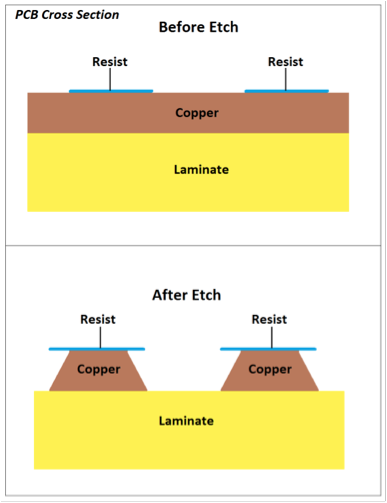 PCB Cross Section
Before Etch
Resist Resist
Copper
Laminate
After Etch
Resist Resist
Copper Copper
Laminate